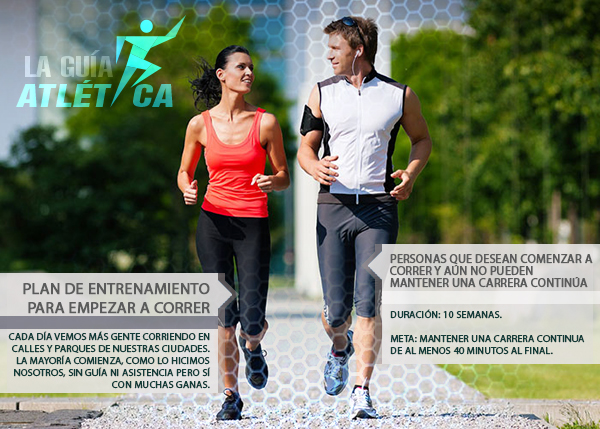 LA GUÍA
ATLÉTICA
PLAN DE ENTRENAMIENTO
PARA EMPEZAR A CORRER
CADA DÍA VEMOS MÁS GENTE CORRIENDO EN
CALLES Y PARQUES DE NUESTRAS CIUDADES.
LA MAYORÍA COMIENZA, COMO LO HICIMOS
NOSOTROS, SIN GUÍA NI ASISTENCIA PERO SÍ
CON MUCHAS GANAS.
PERSONAS QUE DESEAN COMENZAR A
CORRER Y AÚN NO PUEDEN
MANTENER UNA CARRERA CONTINÚA
DURACIÓN: 10 SEMANAS.
META: MANTENER UNA CARRERA CONTINUA
DE AL MENOS 40 MINUTOS AL FINAL.